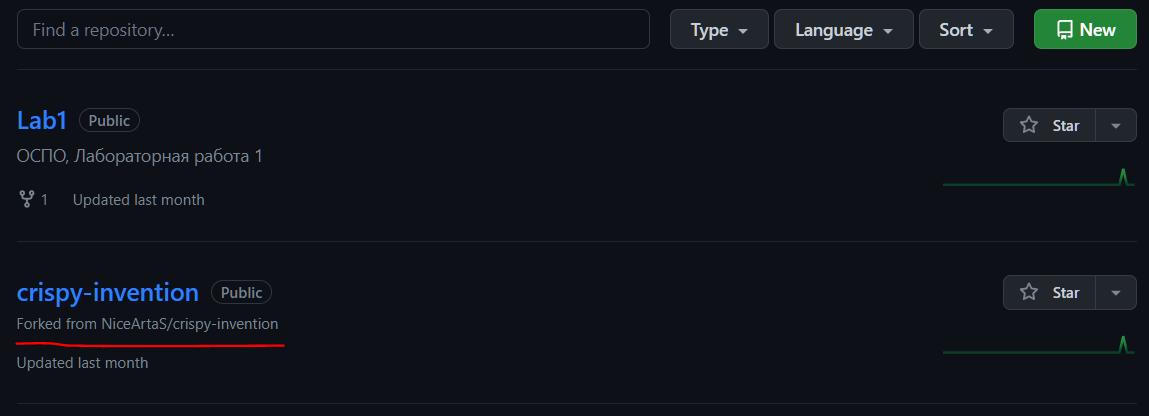 Find a repository... Type Language Sort New
Lab1 Public Star
ОСПО, Лабораторная работа 1
1 Updated last month
crispy-invention Public Star
Forked from NiceArtaS/crispy-invention
Updated last month